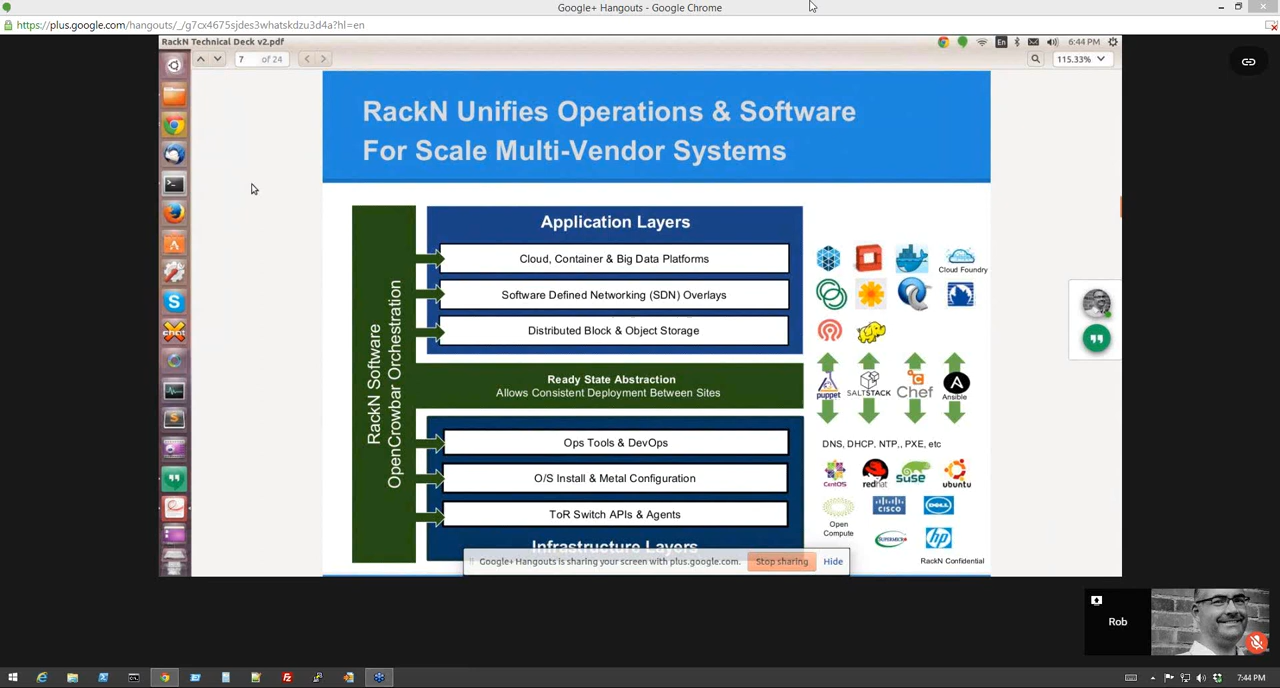 Google+ Hangouts - Google Chrome
https://plus.google.com/hangouts/_/g7cx4675sjdes3whatskdzu3d4a?hl=en
RackN Technical Deck v2.pdf
En
6:44 PM
7 of 24
115.33%
RackN Unifies Operations & Software
For Scale Multi-Vendor Systems
RackN Software
OpenCrowbar Orchestration
Application Layers
Cloud, Container & Big Data Platforms
Software Defined Networking (SDN) Overlays
Distributed Block & Object Storage
Ready State Abstraction
Allows Consistent Deployment Between Sites
Ops Tools & DevOps
O/S Install & Metal Configuration
ToR Switch APIs & Agents
Infrastructure Layers
Cloud Foundry
puppet
SALTSTACK
Chef
Ansible
DNS, DHCP, NTP,, PXE, etc
CentOS
redhat
SUSE
ubuntu
Open
Compute
CISCO
DELL
SUPERMICR
hp
RackN Confidential
Google+ Hangouts is sharing your screen with plus.google.com.
Stop sharing
Hide
Rob
7:44 PM